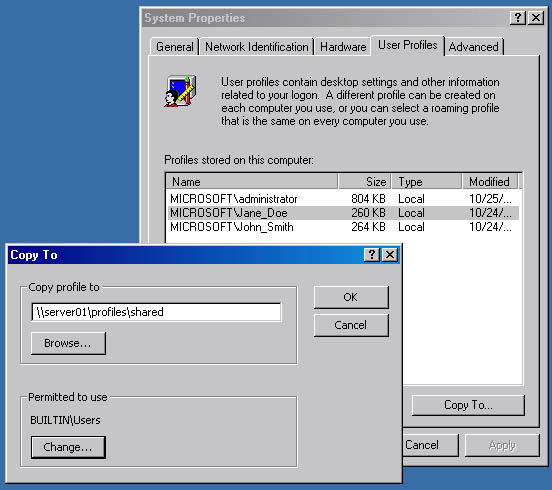 System Properties
General Network Identification Hardware User Profiles Advanced
User profiles contain desktop settings and other information
related to your logon. A different profile can be created on
each computer you use, or you can select a roaming profile
that is the same on every computer you use.
Profiles stored on this computer:
Name Size Type Modified
MICROSOFT\administrator 804 KB Local 10/25/...
MICROSOFT\Jane_Doe 260 KB Local 10/24/...
MICROSOFT\John_Smith 264 KB Local 10/24/...
Copy To...
Cancel Apply
Copy To
Copy profile to
\\server01\profiles\shared
Browse...
OK
Cancel
Permitted to use
BUILTIN\Users
Change...